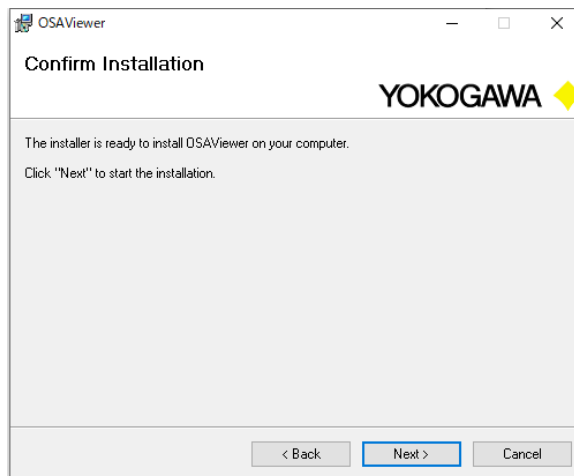 OSAViewer
Confirm Installation
YOKOGAWA
The installer is ready to install OSAViewer on your computer.
Click "Next" to start the installation.
< Back
Next >
Cancel